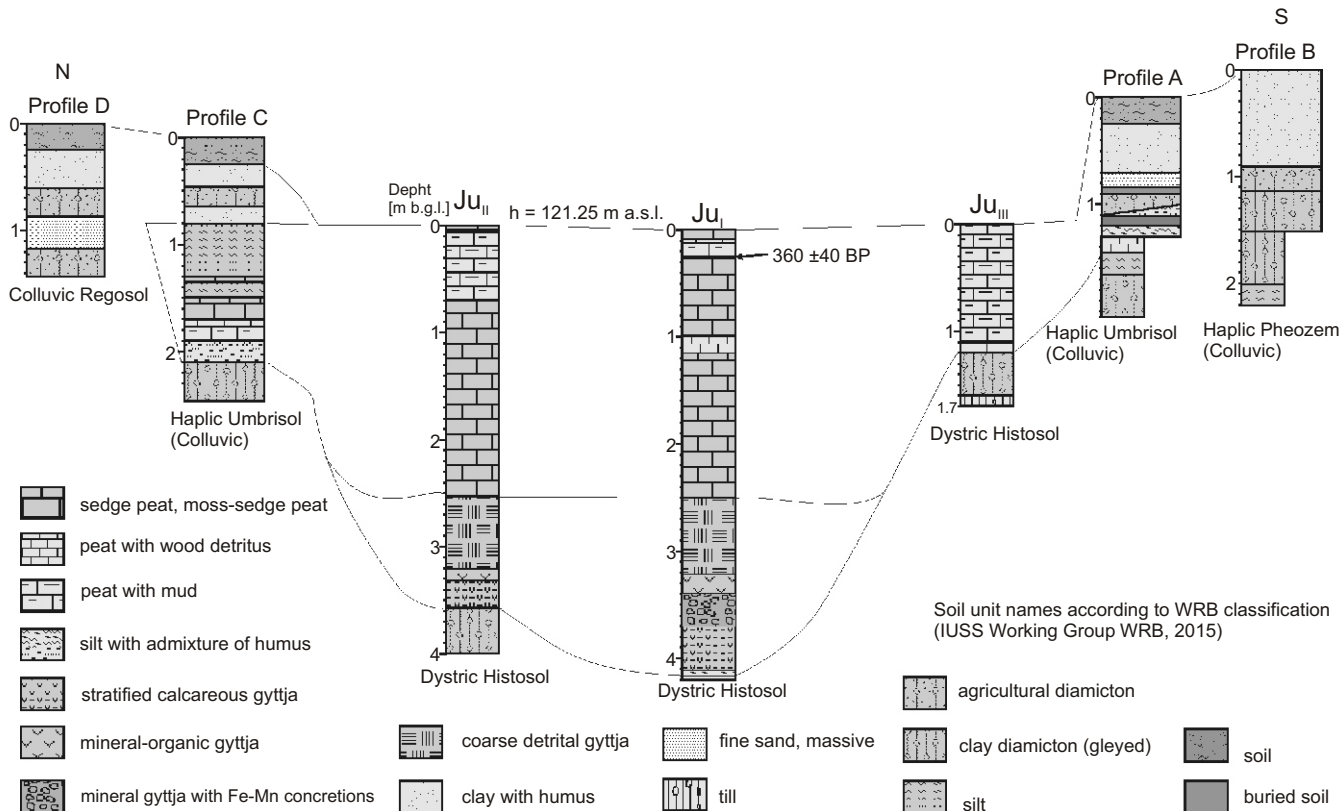 S
N
Profile D
Profile C
Profile A
Profile B
0
1
Colluvic Regosol
0
1
2
Haplic Umbrisol
(Colluvic)
Depht
[m b.g.l.]
Ju II
h = 121.25 m a.s.l.
0
1
2
3
4
Dystric Histosol
Ju I
360 ±40 BP
0
1
2
3
4
Dystric Histosol
Ju III
0
1
1.7
Dystric Histosol
0
1
Haplic Umbrisol
(Colluvic)
0
1
2
Haplic Pheozem
(Colluvic)
Soil unit names according to WRB classification
(IUSS Working Group WRB, 2015)
sedge peat, moss-sedge peat
peat with wood detritus
peat with mud
silt with admixture of humus
stratified calcareous gyttja
mineral-organic gyttja
mineral gyttja with Fe-Mn concretions
coarse detrital gyttja
clay with humus
fine sand, massive
till
agricultural diamicton
clay diamicton (gleyed)
silt
soil
buried soil